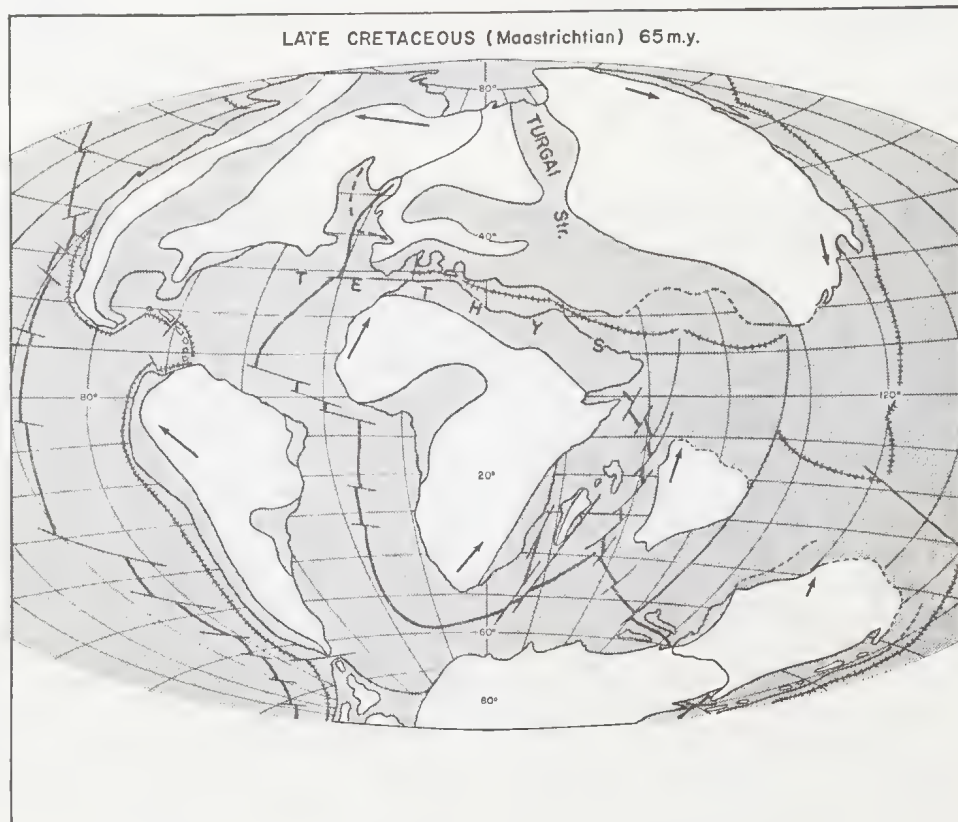 LATE CRETACEOUS (Maastrichtian) 65 m.y.
80°
TURGAI
Str.
40°
T E T H Y S
80°
120°
20°
60°
80°